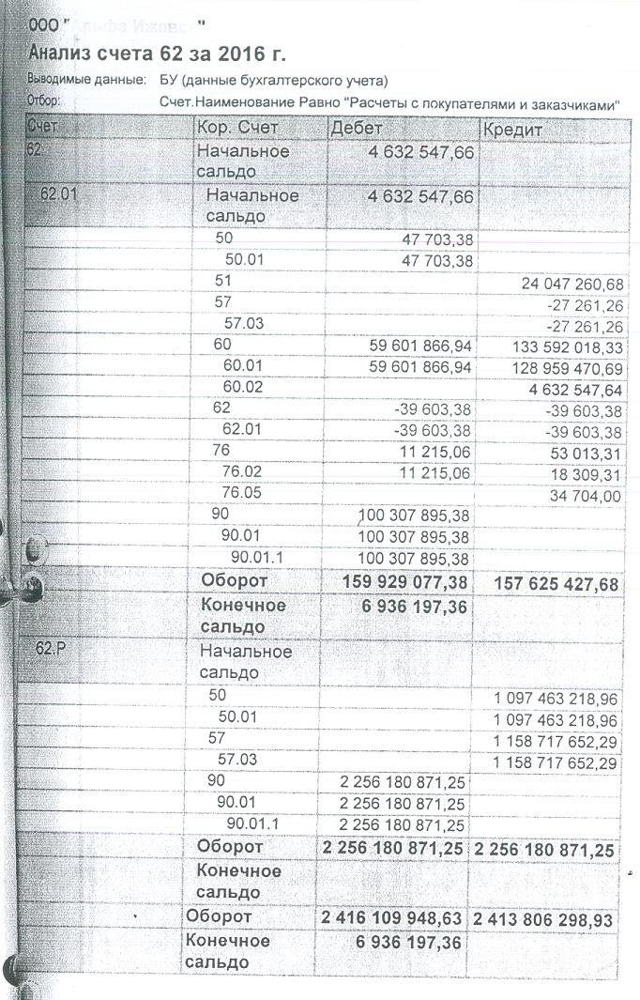 ООО "Альфа Ижевск"
Анализ счета 62 за 2016 г.
Выводимые данные: БУ (данные бухгалтерского учета)
Отбор: Счет.Наименование Равно "Расчеты с покупателями и заказчиками"
Счет Кор. Счет Дебет Кредит
62 Начальное сальдо 4 632 547,66
62.01 Начальное сальдо 4 632 547,66
50 47 703,38
50.01 47 703,38
51 24 047 260,68
57 -27 261,26
57.03 -27 261,26
60 59 601 866,94 133 592 018,33
60.01 59 601 866,94 128 959 470,69
60.02 4 632 547,64
62 -39 603,38 -39 603,38
62.01 -39 603,38 -39 603,38
76 11 215,06 53 013,31
76.02 11 215,06 18 309,31
76.05 34 704,00
90 100 307 895,38
90.01 100 307 895,38
90.01.1 100 307 895,38
Оборот 159 929 077,38 157 625 427,68
Конечное сальдо 6 936 197,36
62.Р Начальное сальдо
50 1 097 463 218,96
50.01 1 097 463 218,96
57 1 158 717 652,29
57.03 1 158 717 652,29
90 2 256 180 871,25
90.01 2 256 180 871,25
90.01.1 2 256 180 871,25
Оборот 2 256 180 871,25 2 256 180 871,25
Конечное сальдо
Оборот 2 416 109 948,63 2 413 806 298,93
Конечное сальдо 6 936 197,36